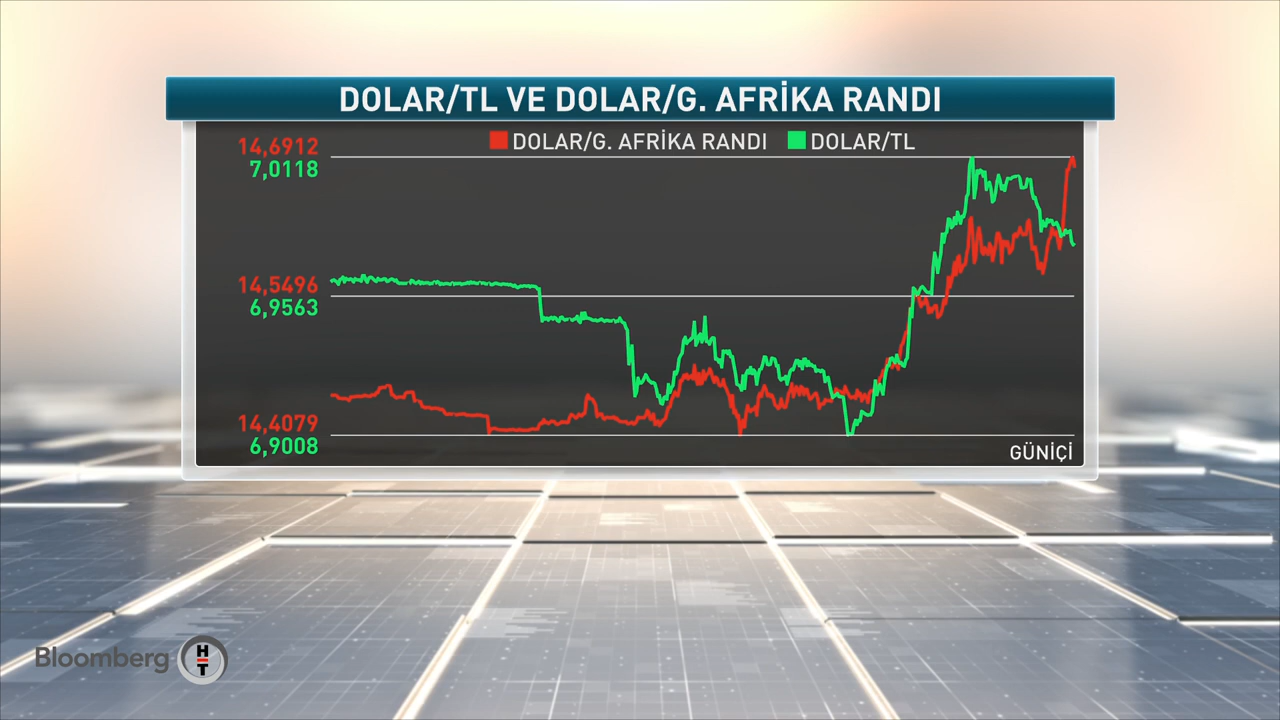 DOLAR/TL VE DOLAR/G. AFRİKA RANDI
DOLAR/G. AFRİKA RANDI DOLAR/TL
14,6912
7,0118
14,5496
6,9563
14,4079
6,9008
GÜNİÇİ
Bloomberg HT